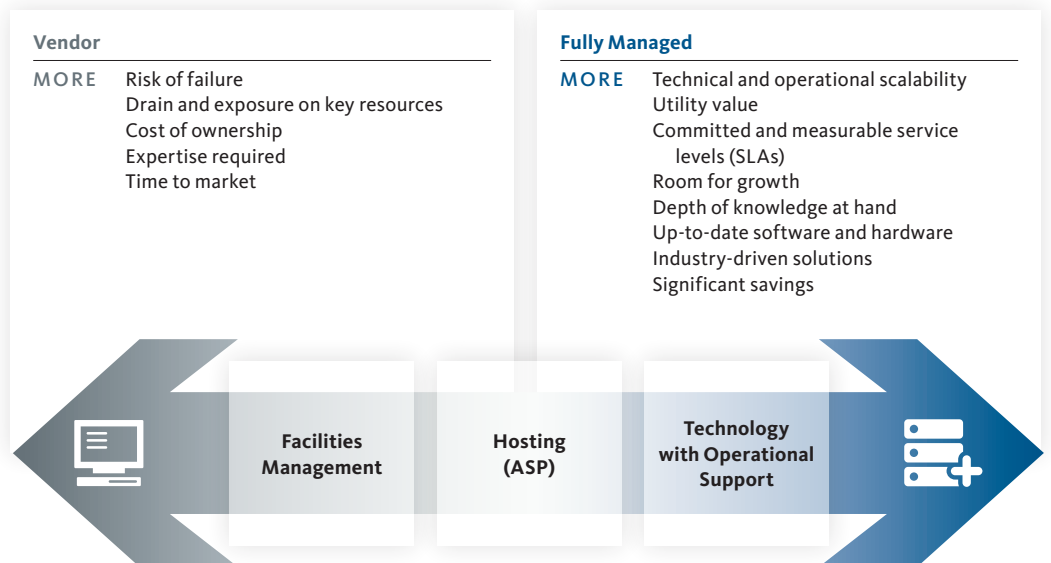 Vendor
MORE Risk of failure
Drain and exposure on key resources
Cost of ownership
Expertise required
Time to market
Fully Managed
MORE Technical and operational scalability
Utility value
Committed and measurable service
levels (SLAs)
Room for growth
Depth of knowledge at hand
Up-to-date software and hardware
Industry-driven solutions
Significant savings
Facilities
Management
Hosting
(ASP)
Technology
with Operational
Support